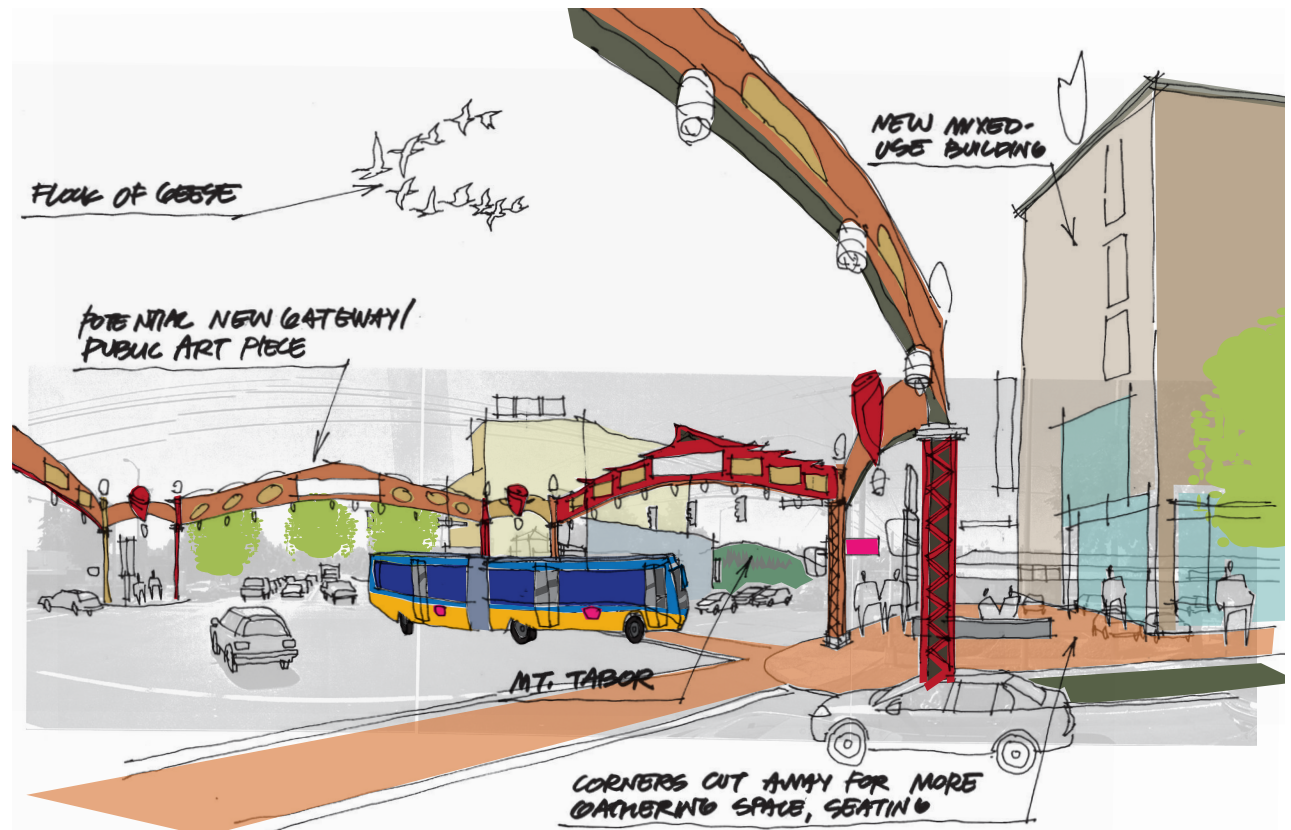 FLOCK OF GEESE
NEW MIXED-
USE BUILDING
POTENTIAL NEW GATEWAY/
PUBLIC ART PIECE
MT. TABOR
CORNERS CUT AWAY FOR MORE
GATHERING SPACE, SEATING